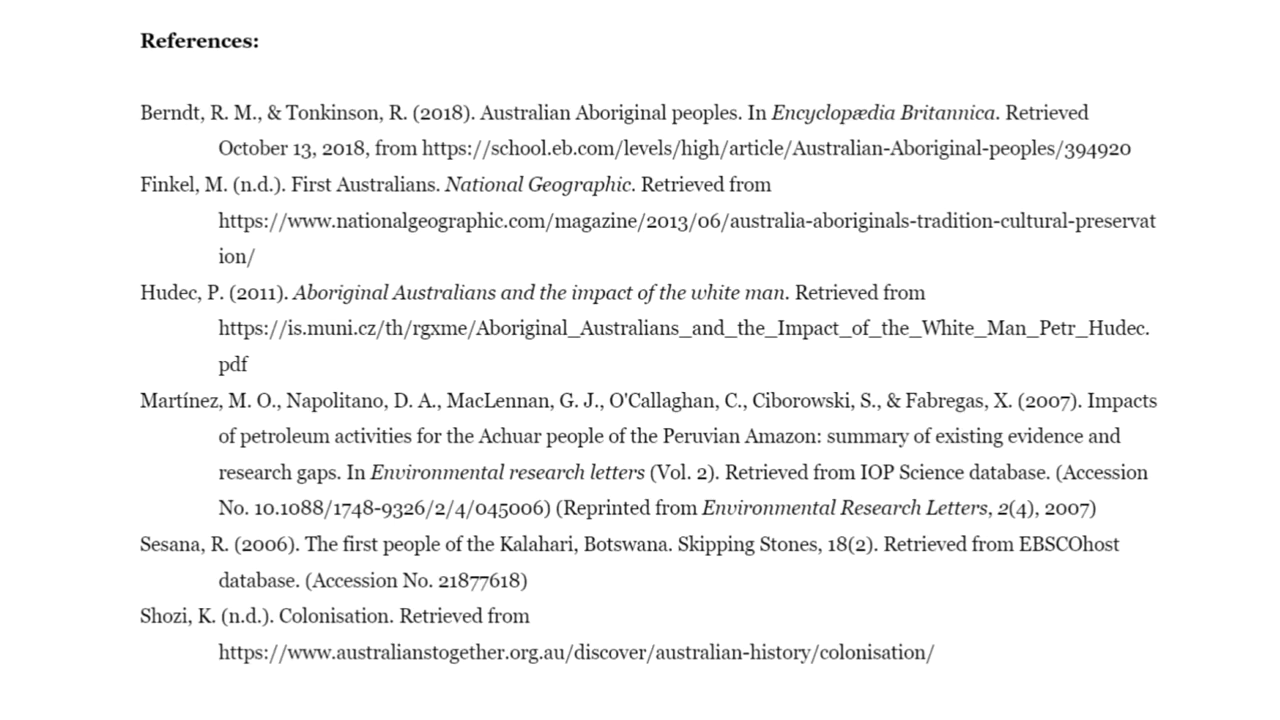 References:
Berndt, R. M., & Tonkinson, R. (2018). Australian Aboriginal peoples. In Encyclopædia Britannica. Retrieved
October 13, 2018, from https://school.eb.com/levels/high/article/Australian-Aboriginal-peoples/394920
Finkel, M. (n.d.). First Australians. National Geographic. Retrieved from
https://www.nationalgeographic.com/magazine/2013/06/australia-aboriginals-tradition-cultural-preservat
ion/
Hudec, P. (2011). Aboriginal Australians and the impact of the white man. Retrieved from
https://is.muni.cz/th/rgxme/Aboriginal_Australians_and_the_Impact_of_the_White_Man_Petr_Hudec.
pdf
Martínez, M. O., Napolitano, D. A., MacLennan, G. J., O'Callaghan, C., Ciborowski, S., & Fabregas, X. (2007). Impacts
of petroleum activities for the Achuar people of the Peruvian Amazon: summary of existing evidence and
research gaps. In Environmental research letters (Vol. 2). Retrieved from IOP Science database. (Accession
No. 10.1088/1748-9326/2/4/045006) (Reprinted from Environmental Research Letters, 2(4), 2007)
Sesana, R. (2006). The first people of the Kalahari, Botswana. Skipping Stones, 18(2). Retrieved from EBSCOhost
database. (Accession No. 21877618)
Shozi, K. (n.d.). Colonisation. Retrieved from
https://www.australianstogether.org.au/discover/australian-history/colonisation/